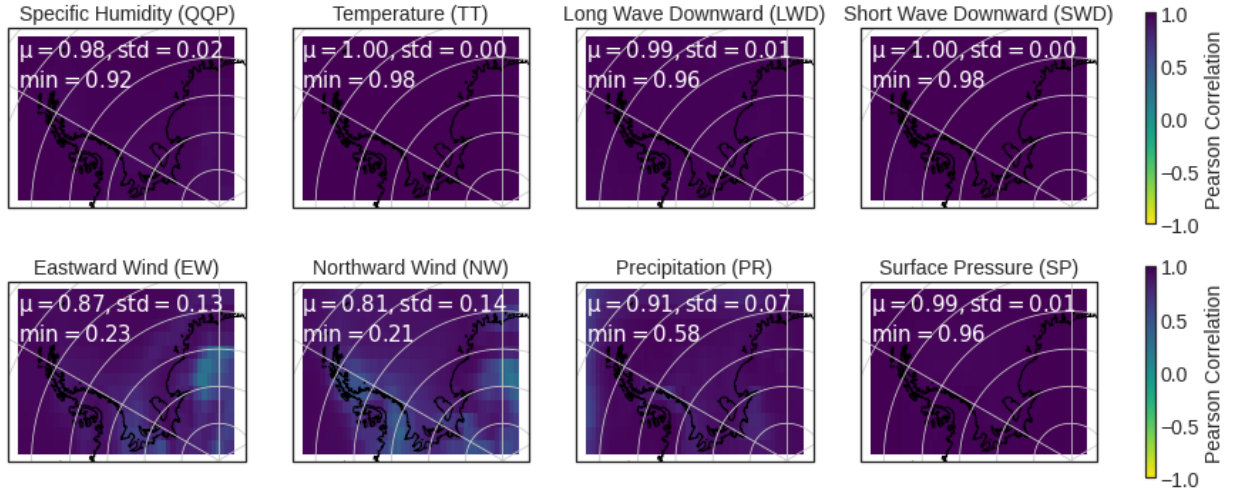 Specific Humidity (QQP)
μ = 0.98, std = 0.02
min = 0.92
Temperature (TT)
μ = 1.00, std = 0.00
min = 0.98
Long Wave Downward (LWD)
μ = 0.99, std = 0.01
min = 0.96
Short Wave Downward (SWD)
μ = 1.00, std = 0.00
min = 0.98
1.0
0.5
0.0
−0.5
−1.0
Pearson Correlation
Eastward Wind (EW)
μ = 0.87, std = 0.13
min = 0.23
Northward Wind (NW)
μ = 0.81, std = 0.14
min = 0.21
Precipitation (PR)
μ = 0.91, std = 0.07
min = 0.58
Surface Pressure (SP)
μ = 0.99, std = 0.01
min = 0.96
1.0
0.5
0.0
−0.5
−1.0
Pearson Correlation